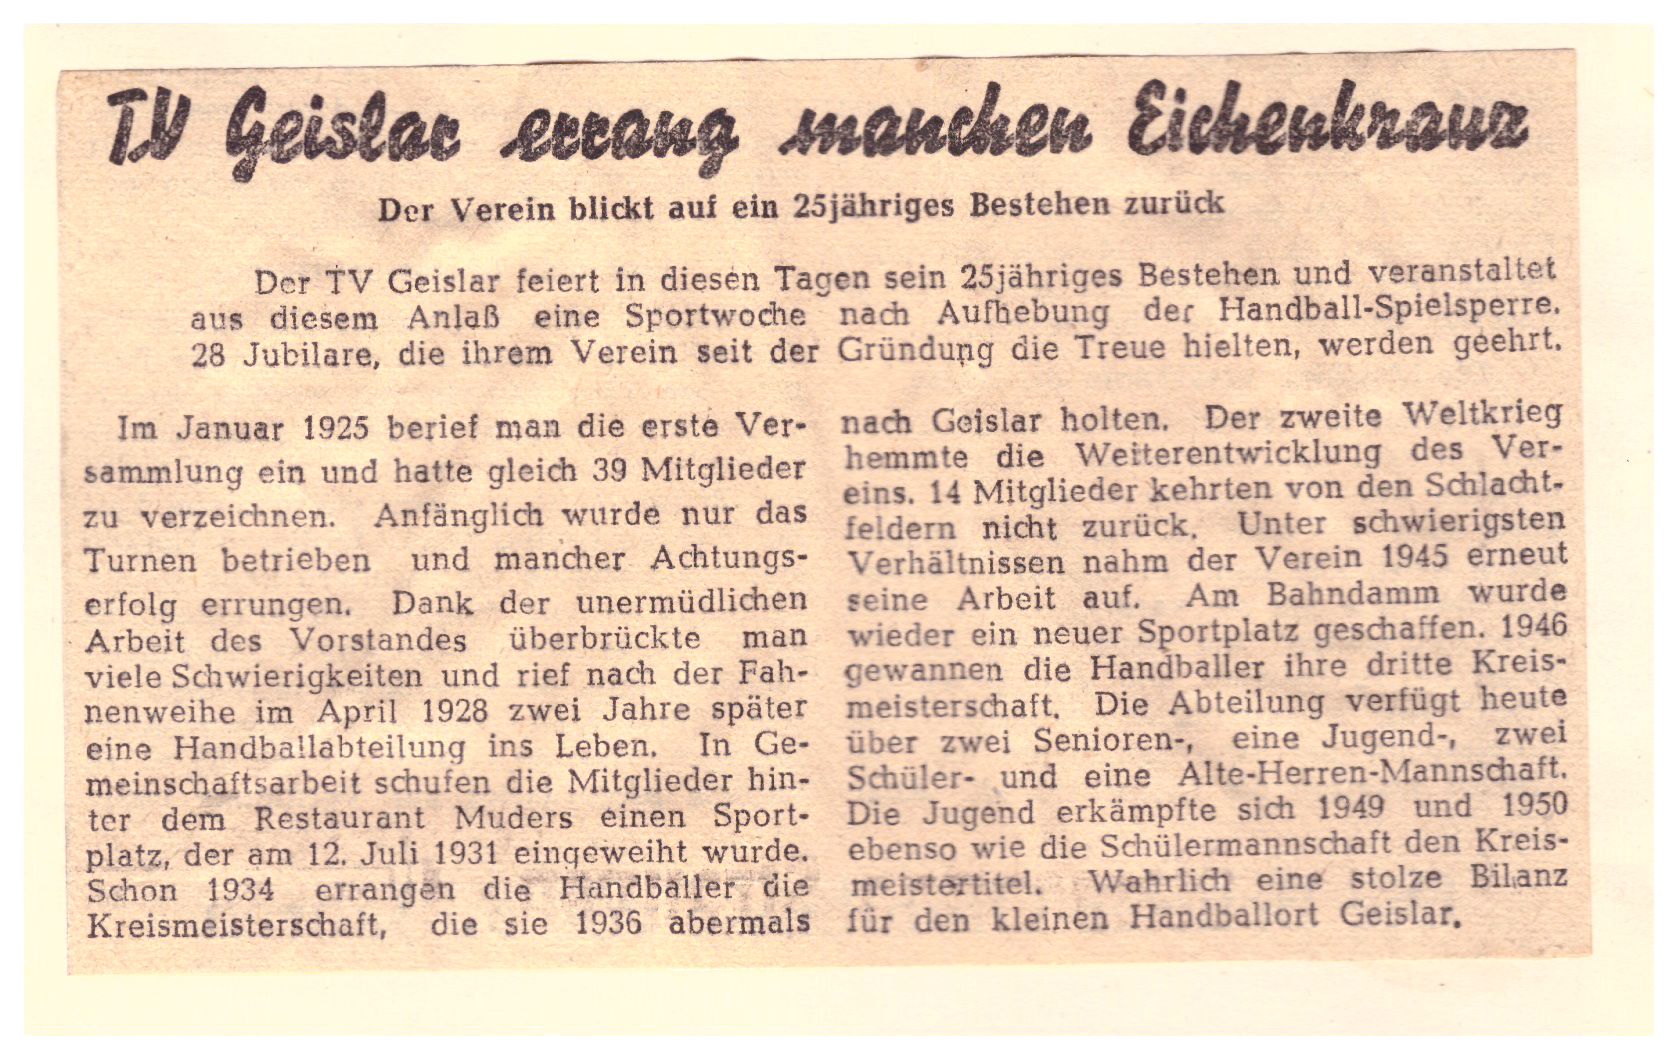 TV Geislar errang manchen Eichenkranz
Der Verein blickt auf ein 25jähriges Bestehen zurück
Der TV Geislar feiert in diesen Tagen sein 25jähriges Bestehen und veranstaltet
aus diesem Anlaß eine Sportwoche nach Aufhebung der Handball-Spielsperre.
28 Jubilare, die ihrem Verein seit der Gründung die Treue hielten, werden geehrt.
Im Januar 1925 berief man die erste Ver-
sammlung ein und hatte gleich 39 Mitglieder
zu verzeichnen. Anfänglich wurde nur das
Turnen betrieben und mancher Achtungs-
erfolg errungen. Dank der unermüdlichen
Arbeit des Vorstandes überbrückte man
viele Schwierigkeiten und rief nach der Fah-
nenweihe im April 1928 zwei Jahre später
eine Handballabteilung ins Leben. In Ge-
meinschaftsarbeit schufen die Mitglieder hin-
ter dem Restaurant Muders einen Sport-
platz, der am 12. Juli 1931 eingeweiht wurde.
Schon 1934 errangen die Handballer die
Kreismeisterschaft, die sie 1936 abermals
nach Geislar holten. Der zweite Weltkrieg
hemmte die Weiterentwicklung des Ver-
eins. 14 Mitglieder kehrten von den Schlacht-
feldern nicht zurück. Unter schwierigsten
Verhältnissen nahm der Verein 1945 erneut
seine Arbeit auf. Am Bahndamm wurde
wieder ein neuer Sportplatz geschaffen. 1946
gewannen die Handballer ihre dritte Kreis-
meisterschaft. Die Abteilung verfügt heute
über zwei Senioren-, eine Jugend-, zwei
Schüler- und eine Alte-Herren-Mannschaft.
Die Jugend erkämpfte sich 1949 und 1950
ebenso wie die Schülermannschaft den Kreis-
meistertitel. Wahrlich eine stolze Bilanz
für den kleinen Handballort Geislar.